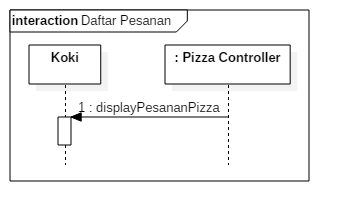 interaction Daftar Pesanan
Koki
: Pizza Controller
1 : displayPesananPizza